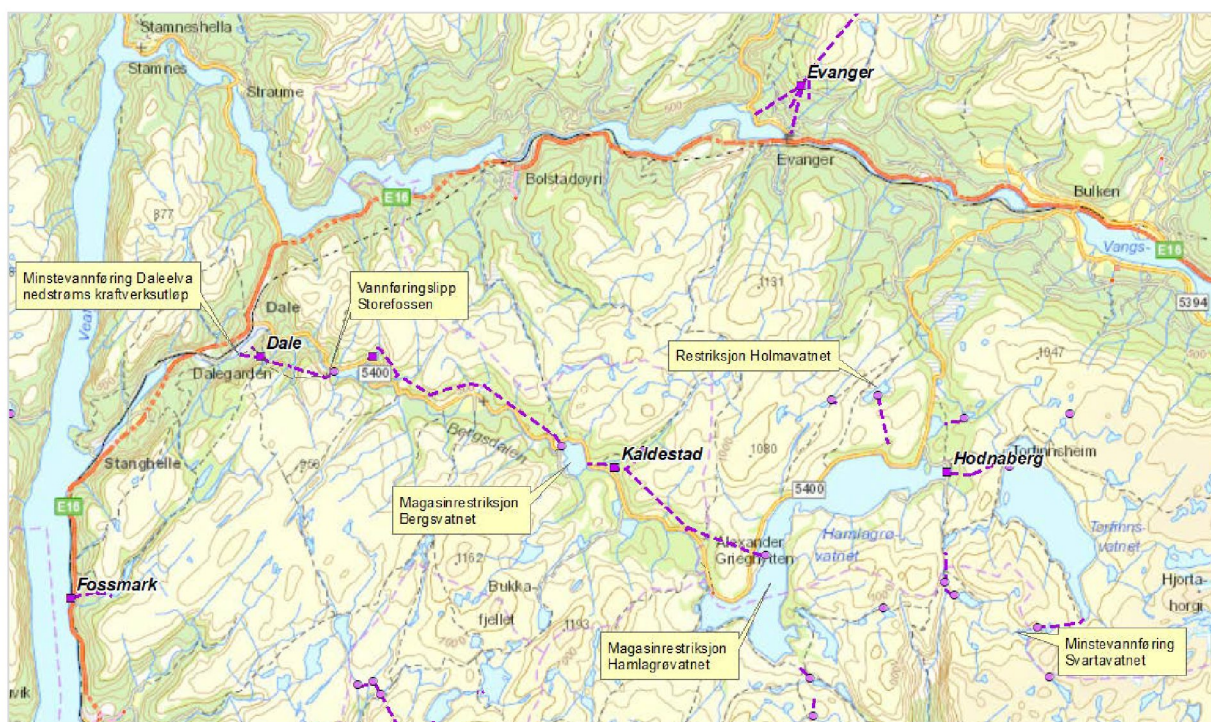 Stamneshella
Stamnes
Straume
Evanger
Evanger
500
Bolstadøyri
Bulken
E16
877
Vangs-
E16
1131
5394
Minstevannføring Daleelva
nedstrøms kraftverksutløp
Vannføringslipp
Storefossen
Dale
Dale
Dalegarden
5400
Restriksjon Holmavatnet
1047
Bergsdalen
1080
Kaldestad
Hodnaberg
Torfinnsheim
Stanghelle
E16
5400
Magasinrestriksjon
Bergsvatnet
Alexander
Grieghytten
Hamlagrø-
vatnet
Torfinns-
vatnet
1162
Fossmark
Bukka-
fjellet
1193
Hjorta-
horgi
Magasinrestriksjon
Hamlagrøvatnet
Minstevannføring
Svartavatnet